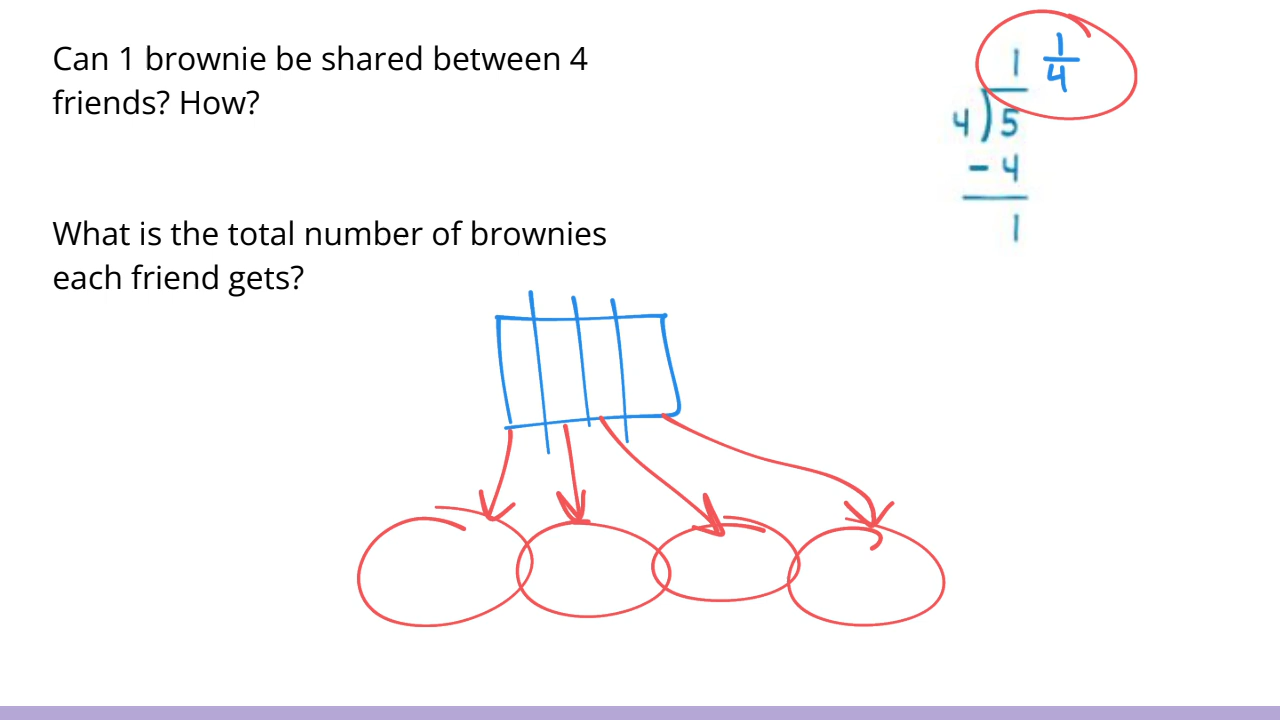 Can 1 brownie be shared between 4
friends? How?
What is the total number of brownies
each friend gets?
1 1/4
4)5
- 4
1